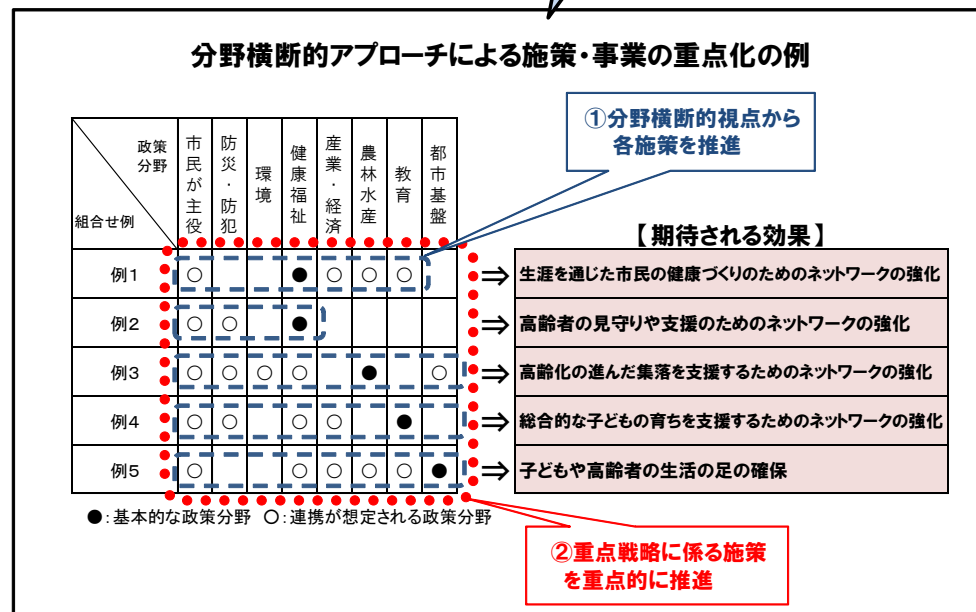 分野横断的アプローチによる施策・事業の重点化の例
①分野横断的視点から
各施策を推進
政策
分野
組合せ例
市民が主役
防災・防犯
環境
健康福祉
産業・経済
農林水産
教育
都市基盤
【期待される効果】
例1 ○ ● ○ ○ ○ ⇒ 生涯を通じた市民の健康づくりのためのネットワークの強化
例2 ○ ○ ● ⇒ 高齢者の見守りや支援のためのネットワークの強化
例3 ○ ○ ○ ○ ● ○ ⇒ 高齢化の進んだ集落を支援するためのネットワークの強化
例4 ○ ○ ○ ○ ● ⇒ 総合的な子どもの育ちを支援するためのネットワークの強化
例5 ○ ○ ○ ○ ○ ● ⇒ 子どもや高齢者の生活の足の確保
●:基本的な政策分野 ○:連携が想定される政策分野
②重点戦略に係る施策
を重点的に推進